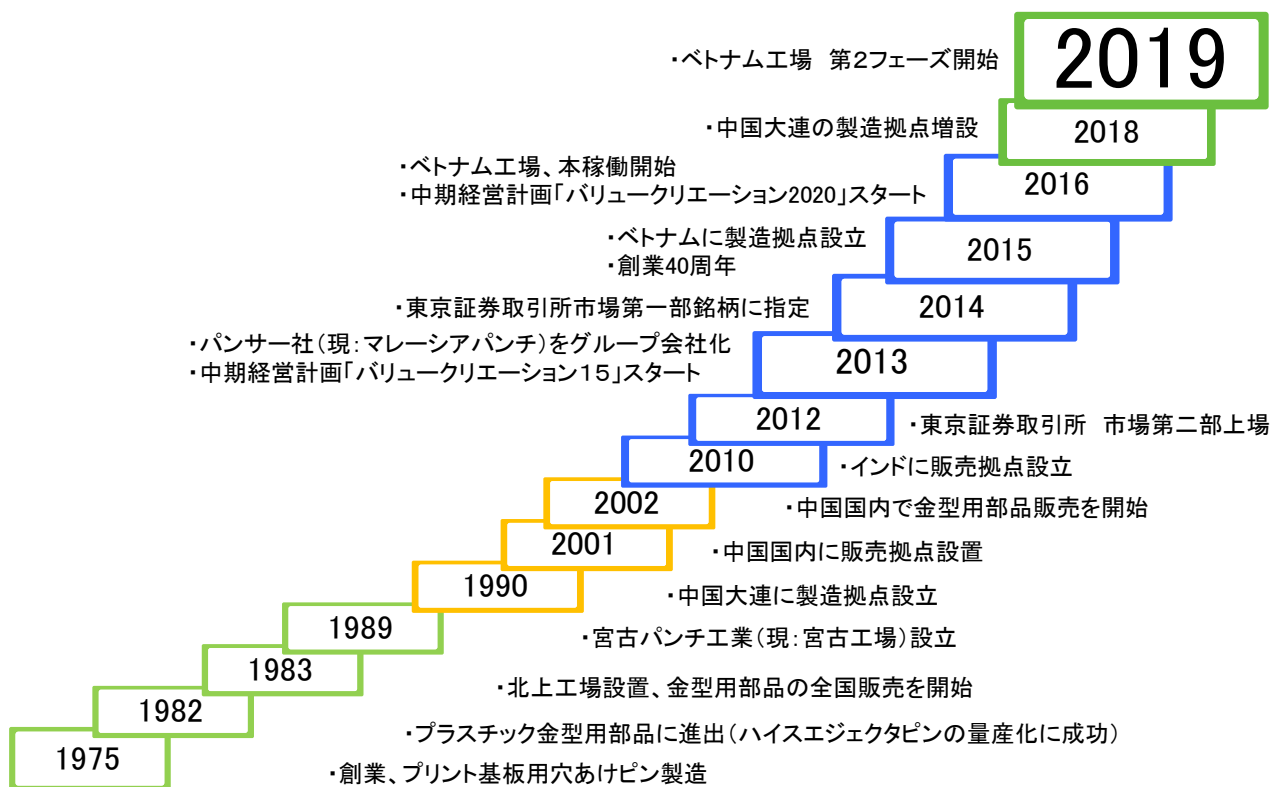 ・ベトナム工場　第2フェーズ開始
2019
・中国大連の製造拠点増設
2018
・ベトナム工場、本稼働開始
・中期経営計画「バリュークリエーション2020」スタート
2016
・ベトナムに製造拠点設立
・創業40周年
2015
・東京証券取引所市場第一部銘柄に指定
2014
・パンサー社(現:マレーシアパンチ)をグループ会社化
・中期経営計画「バリュークリエーション15」スタート
2013
2012
・東京証券取引所　市場第二部上場
2010
・インドに販売拠点設立
2002
・中国国内で金型用部品販売を開始
2001
・中国国内に販売拠点設置
1990
・中国大連に製造拠点設立
1989
・宮古パンチ工業(現:宮古工場)設立
1983
・北上工場設置、金型用部品の全国販売を開始
1982
・プラスチック金型用部品に進出(ハイスエジェクタピンの量産化に成功)
1975
・創業、プリント基板用穴あけピン製造